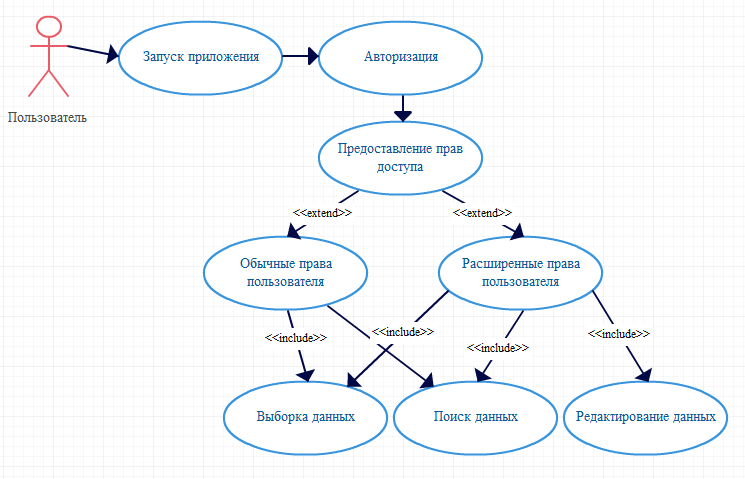 Запуск приложения
Авторизация
Пользователь
Предоставление прав
доступа
<<extend>>
<<extend>>
Обычные права
пользователя
Расширенные права
пользователя
<<include>>
<<include>>
<<include>>
<<include>>
Выборка данных
Поиск данных
Редактирование данных